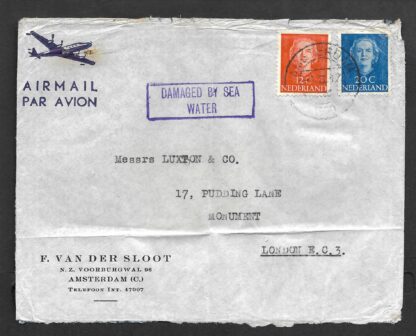 AIRMAIL
PAR AVION
DAMAGED BY SEA
WATER
12C
NEDERLAND
20C
NEDERLAND
Messrs LUXTON & CO.
17, PUDDING LANE
MONUMENT
LONDON E.C.3.
F. VAN DER SLOOT
N. Z. VOORBURGWAL 96
AMSTERDAM (C.)
TELEFOON INT. 47007